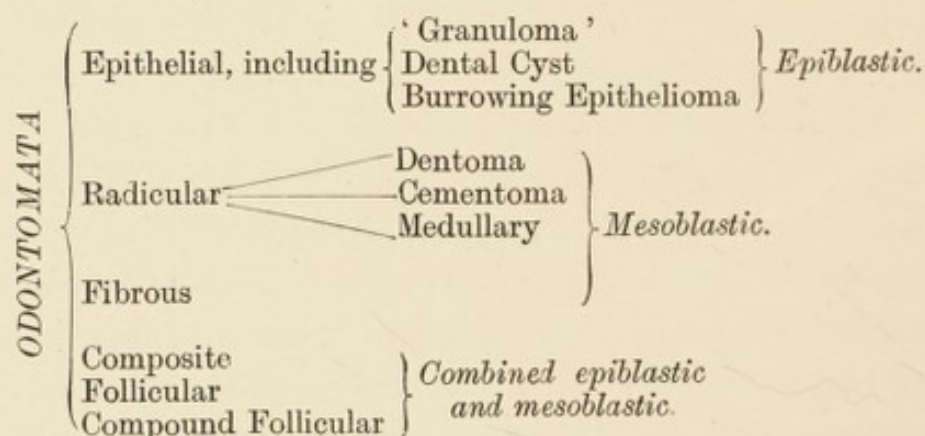 ODONTOMATA
Epithelial, including
‘ Granuloma ’
Dental Cyst
Burrowing Epithelioma
Epiblastic.
Radicular
Dentoma
Cementoma
Medullary
Mesoblastic.
Fibrous
Composite
Follicular
Compound Follicular
Combined epiblastic
and mesoblastic.